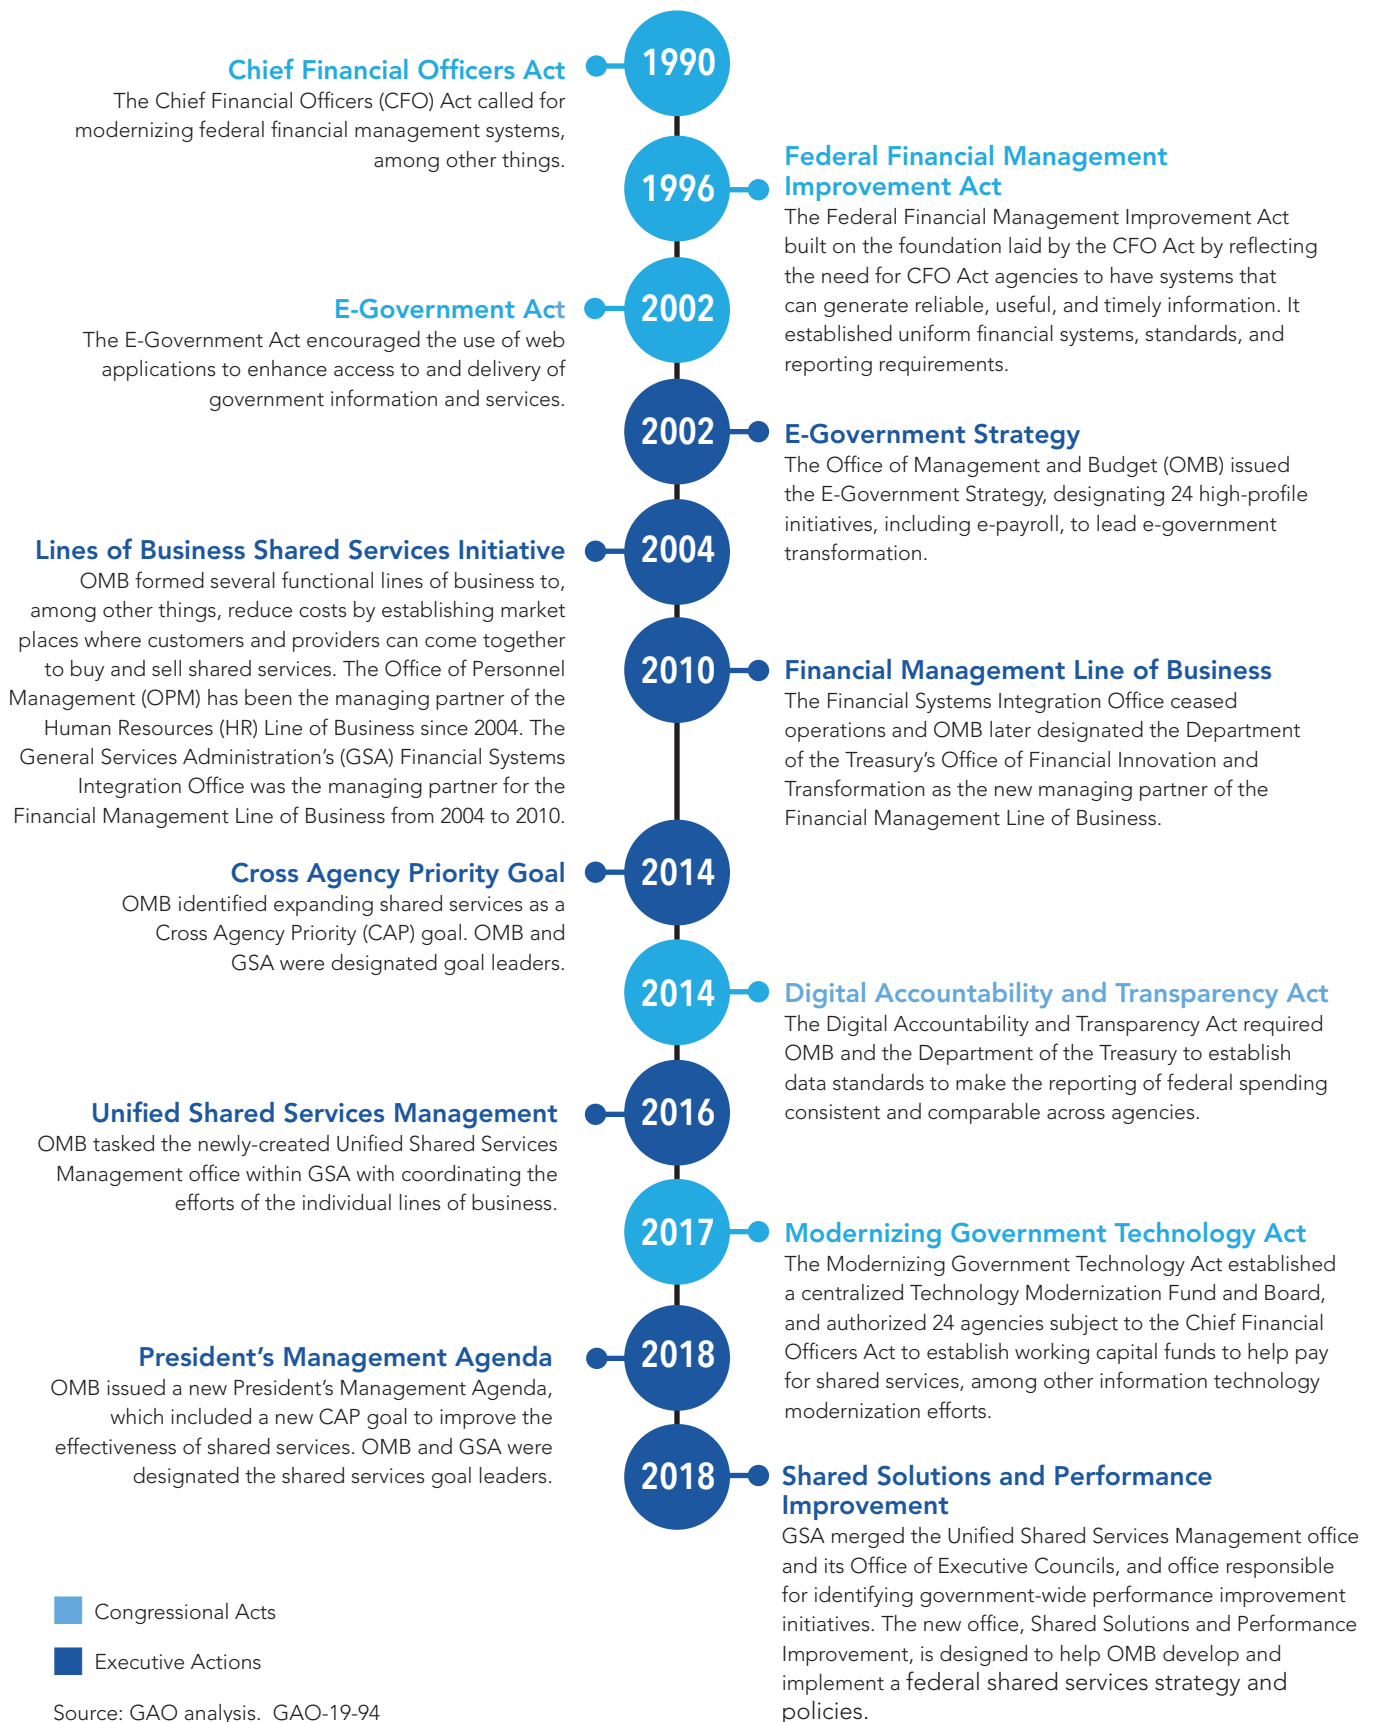 1990
Chief Financial Officers Act
The Chief Financial Officers (CFO) Act called for
modernizing federal financial management systems,
among other things.
1996
Federal Financial Management
Improvement Act
The Federal Financial Management Improvement Act
built on the foundation laid by the CFO Act by reflecting
the need for CFO Act agencies to have systems that
can generate reliable, useful, and timely information. It
established uniform financial systems, standards, and
reporting requirements.
2002
E-Government Act
The E-Government Act encouraged the use of web
applications to enhance access to and delivery of
government information and services.
2002
E-Government Strategy
The Office of Management and Budget (OMB) issued
the E-Government Strategy, designating 24 high-profile
initiatives, including e-payroll, to lead e-government
transformation.
2004
Lines of Business Shared Services Initiative
OMB formed several functional lines of business to,
among other things, reduce costs by establishing market
places where customers and providers can come together
to buy and sell shared services. The Office of Personnel
Management (OPM) has been the managing partner of the
Human Resources (HR) Line of Business since 2004. The
General Services Administration’s (GSA) Financial Systems
Integration Office was the managing partner for the
Financial Management Line of Business from 2004 to 2010.
2010
Financial Management Line of Business
The Financial Systems Integration Office ceased
operations and OMB later designated the Department
of the Treasury’s Office of Financial Innovation and
Transformation as the new managing partner of the
Financial Management Line of Business.
2014
Cross Agency Priority Goal
OMB identified expanding shared services as a
Cross Agency Priority (CAP) goal. OMB and
GSA were designated goal leaders.
2014
Digital Accountability and Transparency Act
The Digital Accountability and Transparency Act required
OMB and the Department of the Treasury to establish
data standards to make the reporting of federal spending
consistent and comparable across agencies.
2016
Unified Shared Services Management
OMB tasked the newly-created Unified Shared Services
Management office within GSA with coordinating the
efforts of the individual lines of business.
2017
Modernizing Government Technology Act
The Modernizing Government Technology Act established
a centralized Technology Modernization Fund and Board,
and authorized 24 agencies subject to the Chief Financial
Officers Act to establish working capital funds to help pay
for shared services, among other information technology
modernization efforts.
2018
President’s Management Agenda
OMB issued a new President’s Management Agenda,
which included a new CAP goal to improve the
effectiveness of shared services. OMB and GSA were
designated the shared services goal leaders.
2018
Shared Solutions and Performance
Improvement
GSA merged the Unified Shared Services Management office
and its Office of Executive Councils, and office responsible
for identifying government-wide performance improvement
initiatives. The new office, Shared Solutions and Performance
Improvement, is designed to help OMB develop and
implement a federal shared services strategy and
policies.
Congressional Acts
Executive Actions
Source: GAO analysis. GAO-19-94